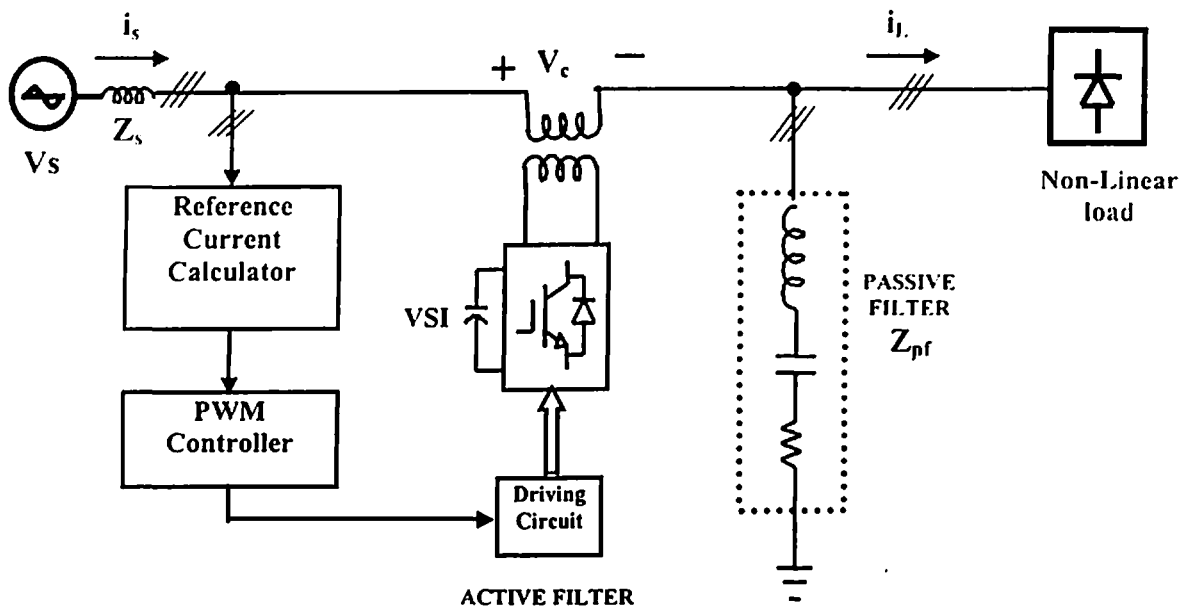 i_s
i_L
+ V_c −
Z_s
Vs
Reference
Current
Calculator
VSI
PWM
Controller
Driving
Circuit
ACTIVE FILTER
PASSIVE
FILTER
Z_pf
Non-Linear
load